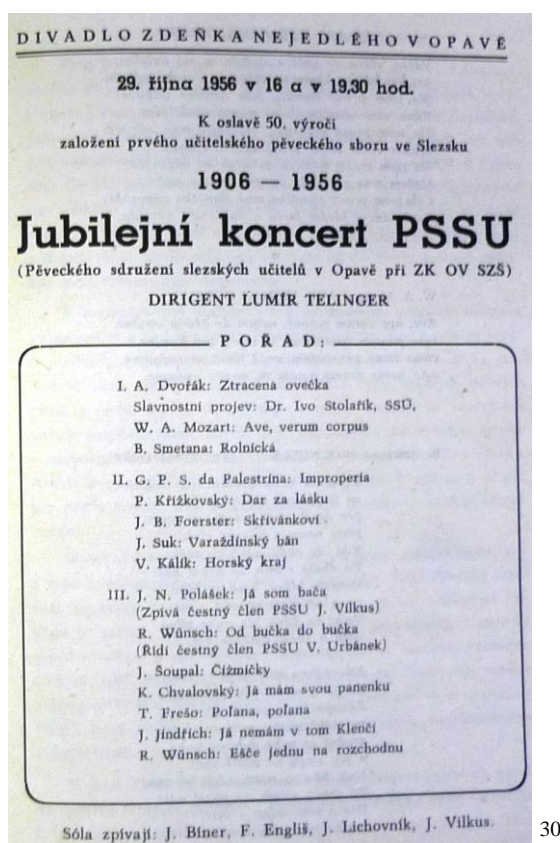 DIVADLO ZDEŇKA NEJEDLÉHO V OPAVĚ
29. října 1956 v 16 a v 19,30 hod.
K oslavě 50. výročí
založení prvého učitelského pěveckého sboru ve Slezsku
1906 — 1956
Jubilejní koncert PSSU
(Pěveckého sdružení slezských učitelů v Opavě při ZK OV SZŠ)
DIRIGENT LUMÍR TELINGER
POŘAD:
I. A. Dvořák: Ztracena ovečka
Slavnostní projev: Dr. Ivo Stolařík, SSÚ,
W. A. Mozart: Ave, verum corpus
B. Smetana: Rolnická
II. G. P. S. da Palestrina: Improperia
P. Křížkovský: Dar za lásku
J. B. Foerster: Skřivánkovi
J. Suk: Varaždinský bán
V. Kálik: Horský kraj
III. J. N. Polášek: Já som bača
(Zpívá čestný člen PSSU J. Vilkus)
R. Wünsch: Od bučka do bučka
(Řídí čestný člen PSSU V. Urbánek)
J. Šoupal: Čižmičky
K. Chvalovský: Já mám svou panenku
T. Frešo: Poľana, poľana
J. Jindřich: Já nemám v tom Klenčí
R. Wünsch: Ešče jednu na rozchodnu
Sóla zpívají: J. Biner, F. Engliš, J. Lichovník, J. Vilkus.
30